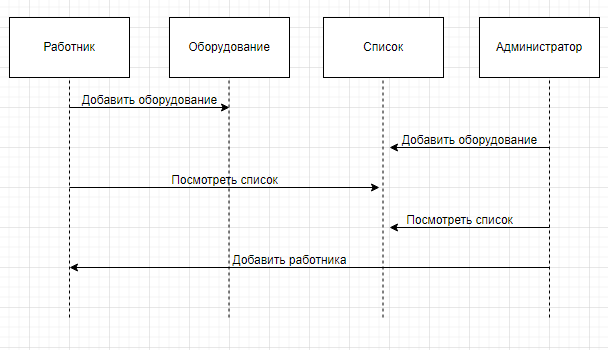 Работник
Оборудование
Список
Администратор
Добавить оборудование
Добавить оборудование
Посмотреть список
Посмотреть список
Добавить работника